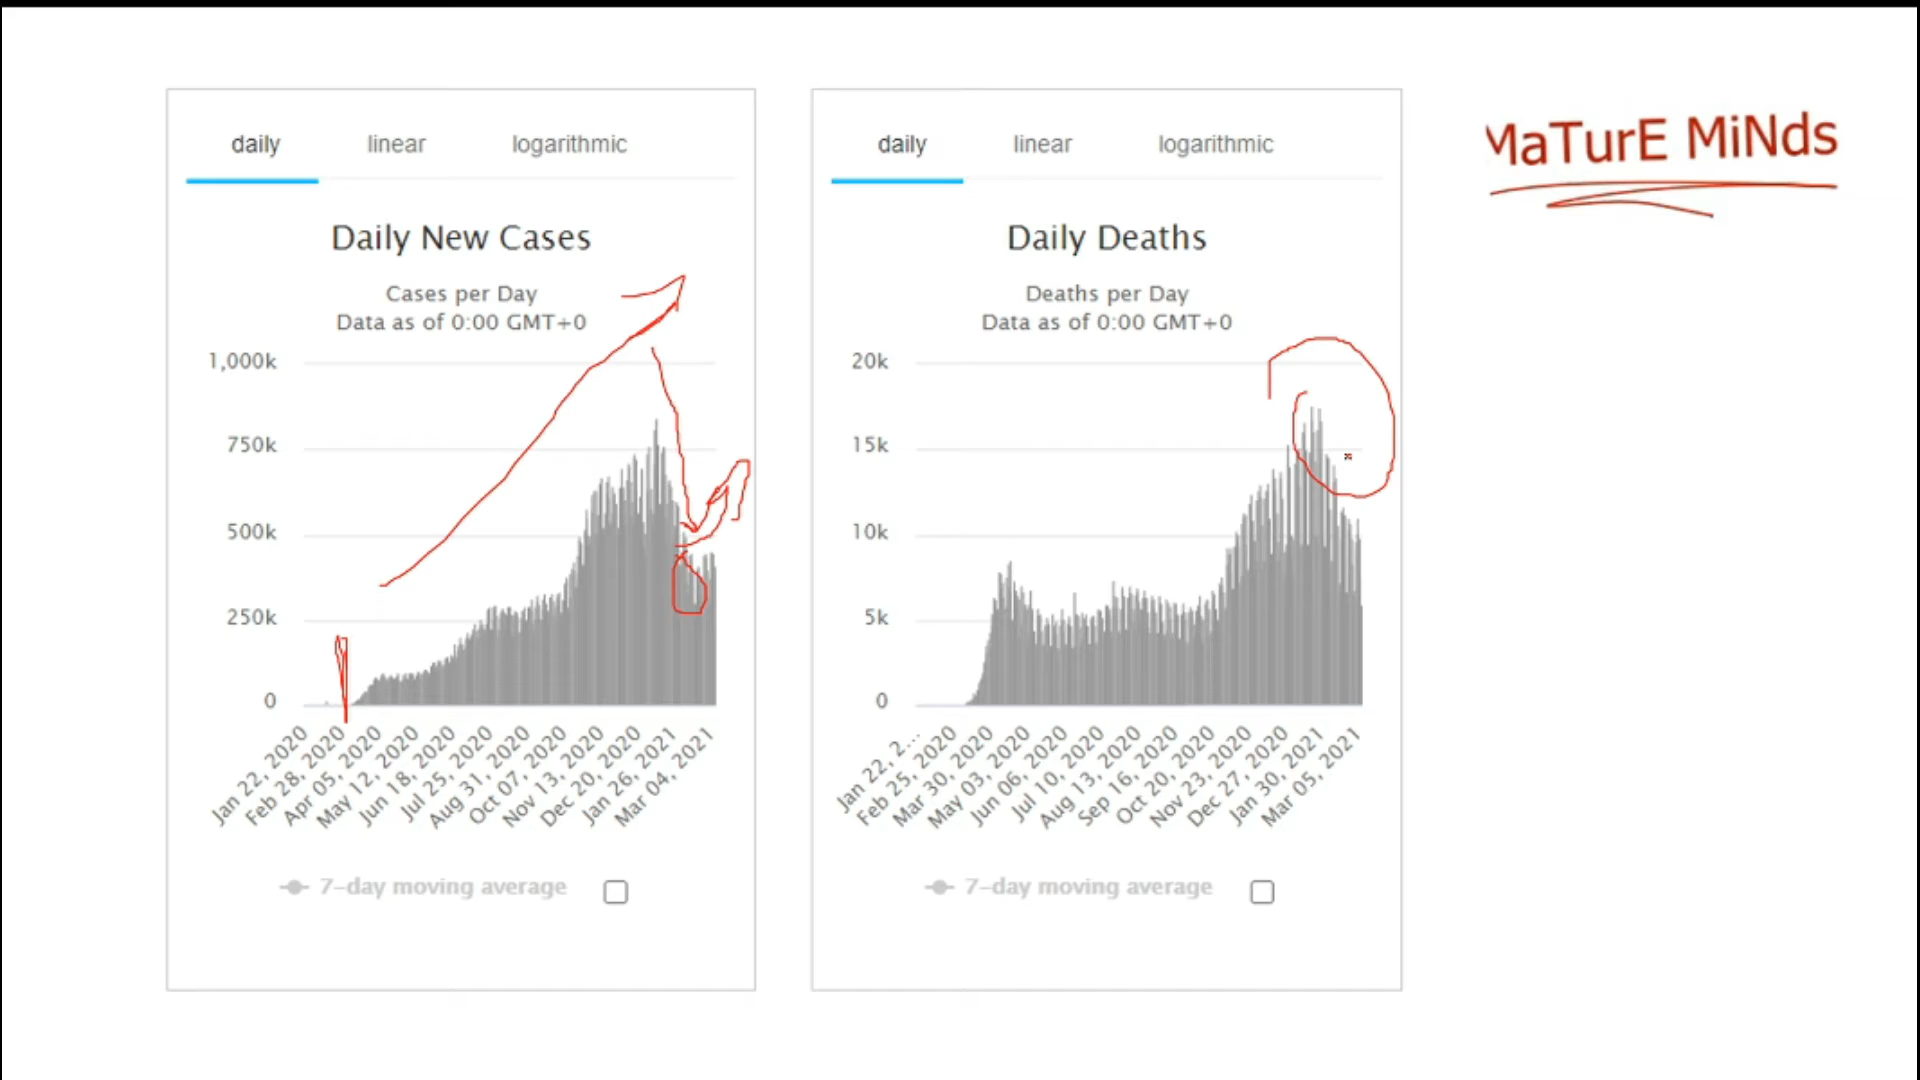 daily linear logarithmic
Daily New Cases
Cases per Day
Data as of 0:00 GMT+0
1,000k
750k
500k
250k
0
Jan 22, 2020
Feb 28, 2020
Apr 05, 2020
May 12, 2020
Jun 18, 2020
Jul 25, 2020
Aug 31, 2020
Oct 07, 2020
Nov 13, 2020
Dec 20, 2020
Jan 26, 2021
Mar 04, 2021
7-day moving average
daily linear logarithmic
Daily Deaths
Deaths per Day
Data as of 0:00 GMT+0
20k
15k
10k
5k
0
Jan 22, 2...
Feb 25, 2020
Mar 30, 2020
May 03, 2020
Jun 06, 2020
Jul 10, 2020
Aug 13, 2020
Sep 16, 2020
Oct 20, 2020
Nov 23, 2020
Dec 27, 2020
Jan 30, 2021
Mar 05, 2021
7-day moving average
MaTurE MiNds